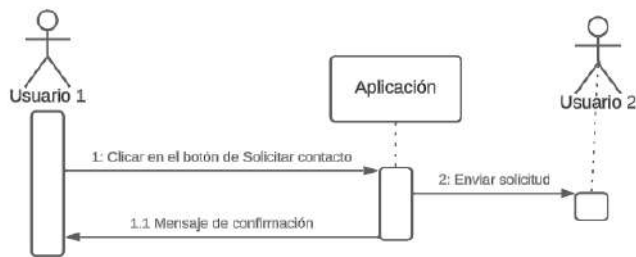 Usuario 1
Aplicación
Usuario 2
1: Clicar en el botón de Solicitar contacto
2: Enviar solicitud
1.1 Mensaje de confirmación